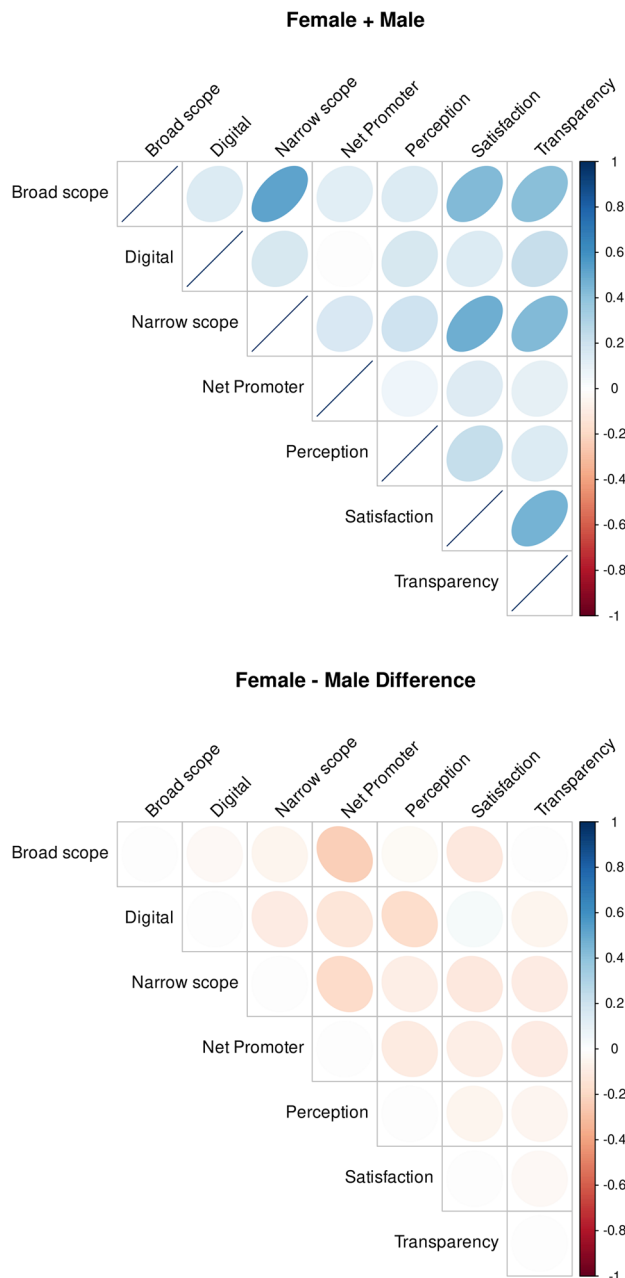 Female + Male
Broad scope
Digital
Narrow scope
Net Promoter
Perception
Satisfaction
Transparency
Broad scope
Digital
Narrow scope
Net Promoter
Perception
Satisfaction
Transparency
1
0.8
0.6
0.4
0.2
0
-0.2
-0.4
-0.6
-0.8
-1
Female - Male Difference
Broad scope
Digital
Narrow scope
Net Promoter
Perception
Satisfaction
Transparency
Broad scope
Digital
Narrow scope
Net Promoter
Perception
Satisfaction
Transparency
1
0.8
0.6
0.4
0.2
0
-0.2
-0.4
-0.6
-0.8
-1